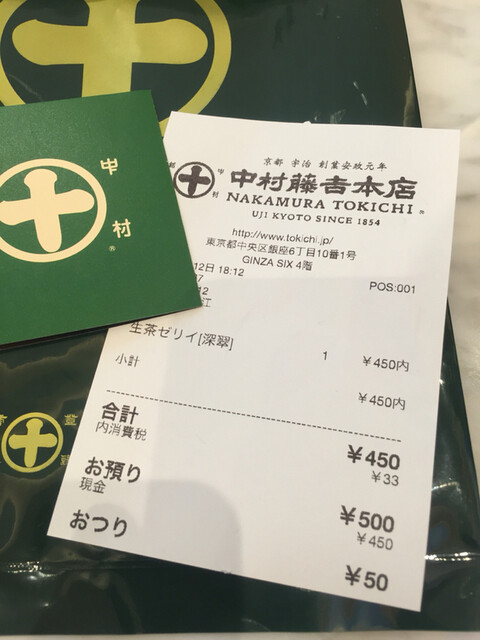 中
村
®
京都 宇治 創業安政元年
中村藤吉本店
NAKAMURA TOKICHI ®
UJI KYOTO SINCE 1854
http://www.tokichi.jp/
東京都中央区銀座6丁目10番1号
GINZA SIX 4階
12日 18:12
POS:001
7
12
江
生茶ゼリイ[深翠]
1 ¥450内
小計 ¥450内
合計 ¥450
内消費税 ¥33
お預り ¥500
現金 ¥450
おつり ¥50